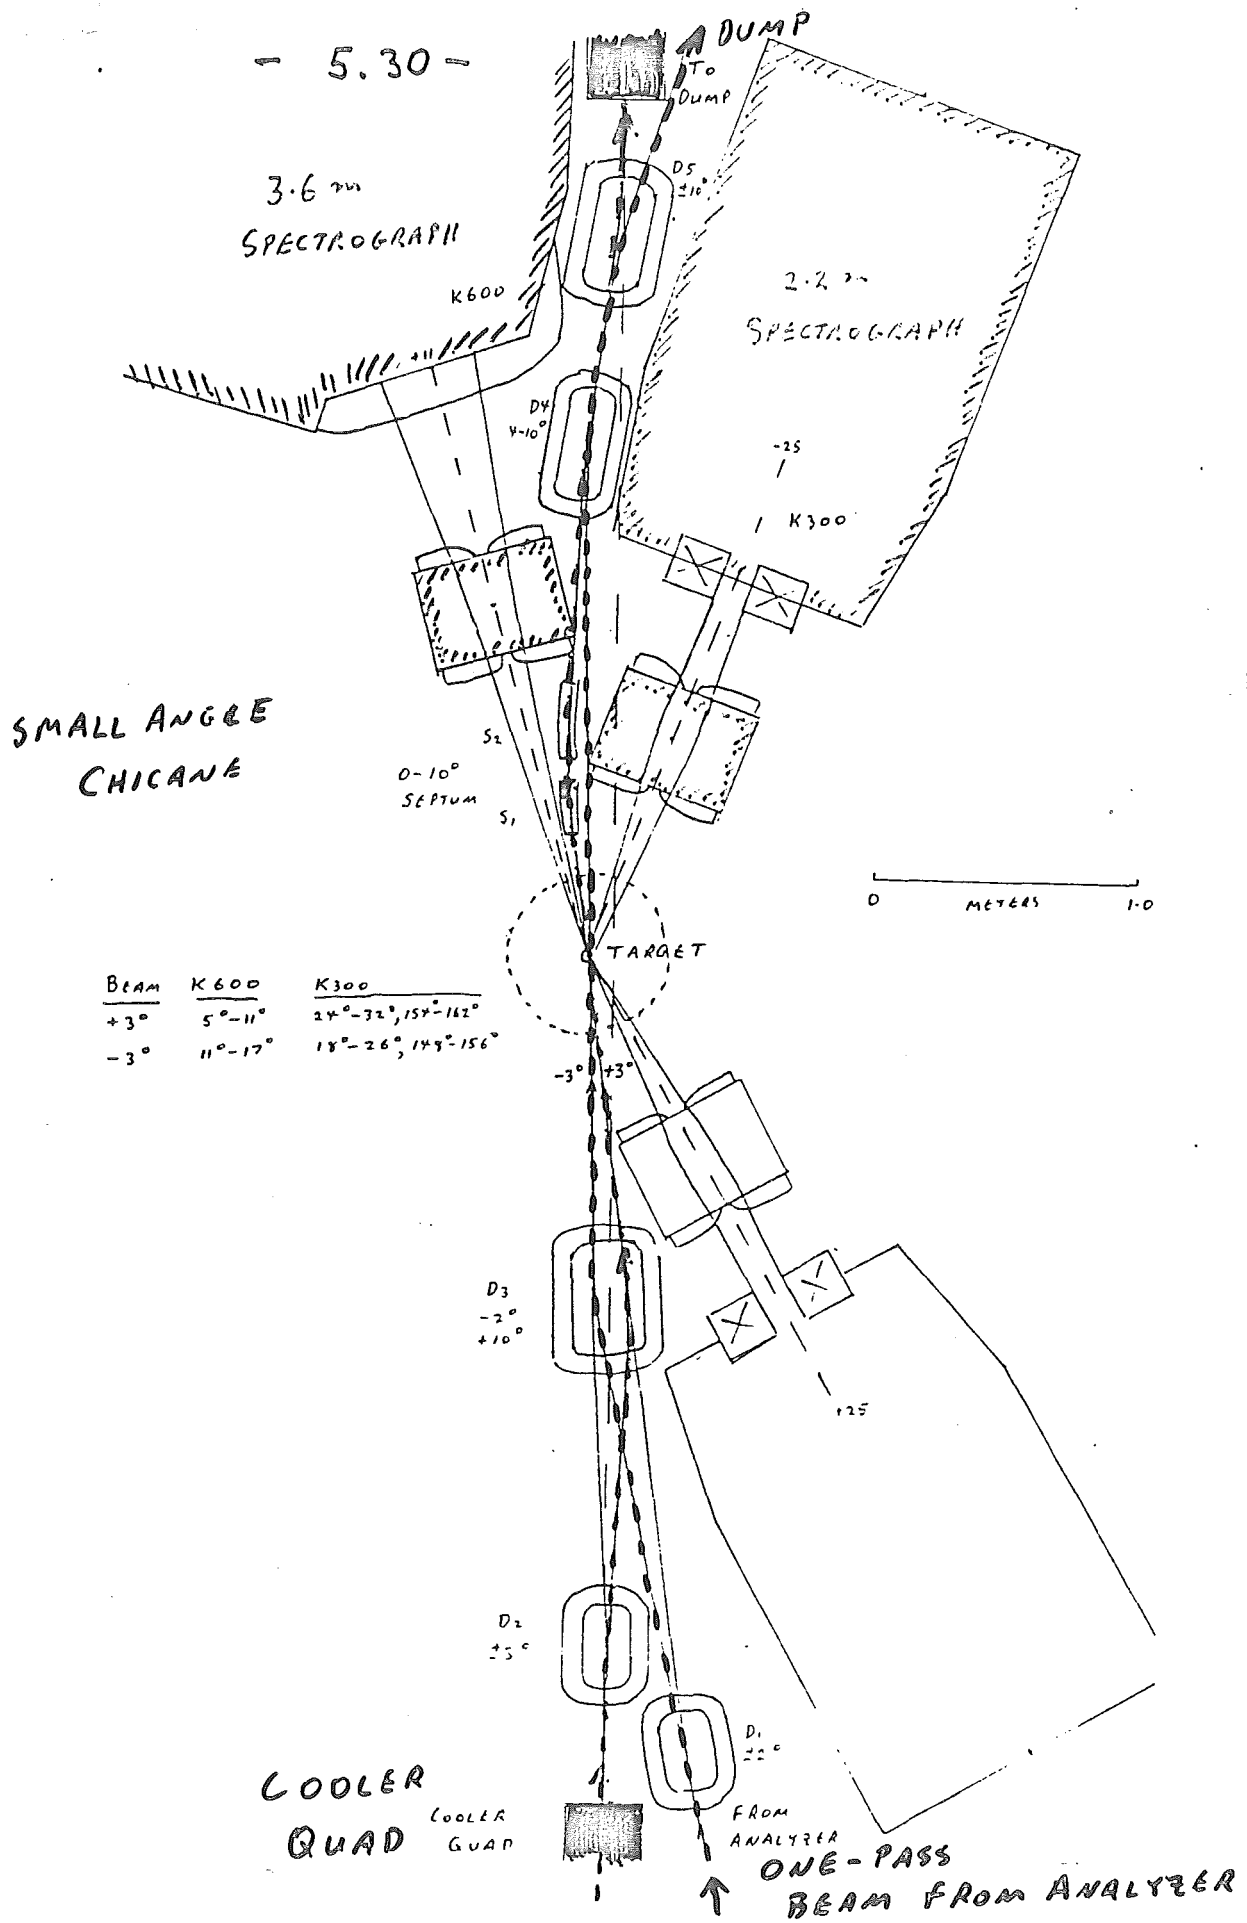 - 5.30 -
DUMP
To
DUMP
D5
±10°
3.6 m
SPECTROGRAPH
K600
2.2 m
SPECTROGRAPH
+11
D4
4-10°
-25
K300
SMALL ANGLE
CHICANE
S2
0-10°
SEPTUM
S1
0 METERS 1.0
TARGET
BEAM K600 K300
+3° 5°-11° 24°-32°, 154°-162°
-3° 11°-17° 18°-26°, 148°-156°
-3° +3°
D3
-2°
+10°
+25
D2
D1
COOLER
QUAD
COOLER
QUAD
FROM
ANALYZER
ONE-PASS
BEAM FROM ANALYZER